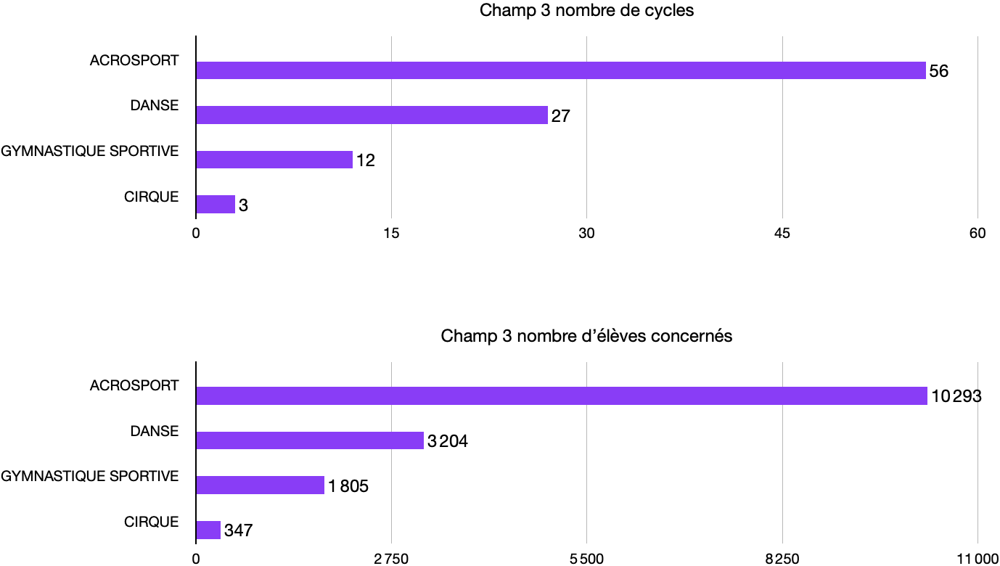 Champ 3 nombre de cycles
ACROSPORT
56
DANSE
27
GYMNASTIQUE SPORTIVE
12
CIRQUE
3
0 15 30 45 60
Champ 3 nombre d’élèves concernés
ACROSPORT
10 293
DANSE
3 204
GYMNASTIQUE SPORTIVE
1 805
CIRQUE
347
0 2 750 5 500 8 250 11 000